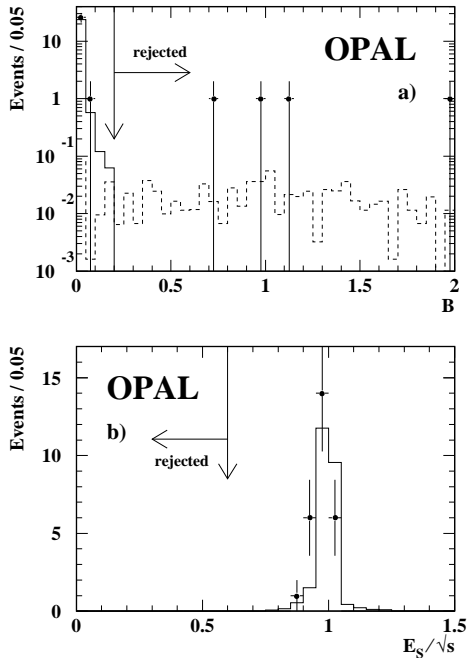 Events / 0.05
10
1
10 -1
10 -2
10 -3
OPAL
a)
rejected
0 0.5 1 1.5 2
B
Events / 0.05
15
10
5
0
OPAL
b)
rejected
0 0.5 1 1.5
E_S/√s